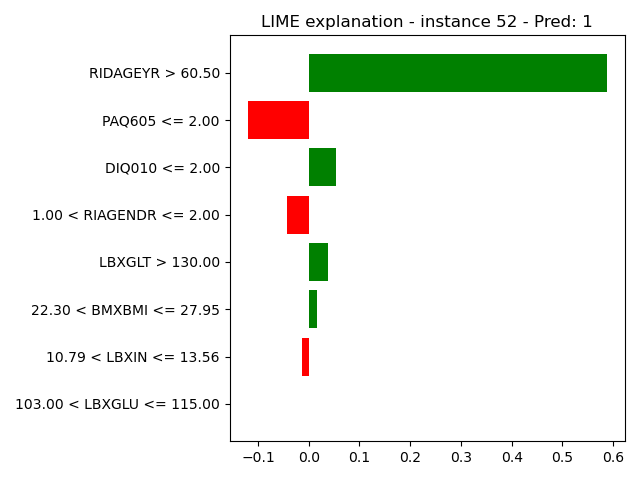 LIME explanation - instance 52 - Pred: 1
RIDAGEYR > 60.50
PAQ605 <= 2.00
DIQ010 <= 2.00
1.00 < RIAGENDR <= 2.00
LBXGLT > 130.00
22.30 < BMXBMI <= 27.95
10.79 < LBXIN <= 13.56
103.00 < LBXGLU <= 115.00
−0.1 0.0 0.1 0.2 0.3 0.4 0.5 0.6